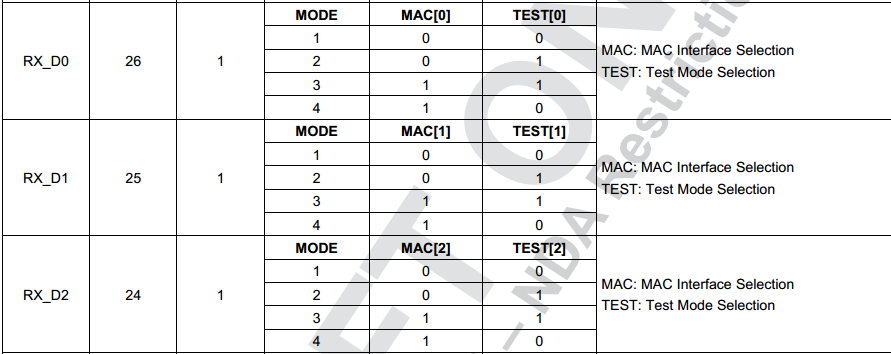 MODE MAC[0] TEST[0]
RX_D0 26 1
1 0 0
2 0 1
3 1 1
4 1 0
MAC: MAC Interface Selection
TEST: Test Mode Selection
MODE MAC[1] TEST[1]
RX_D1 25 1
1 0 0
2 0 1
3 1 1
4 1 0
MAC: MAC Interface Selection
TEST: Test Mode Selection
MODE MAC[2] TEST[2]
RX_D2 24 1
1 0 0
2 0 1
3 1 1
4 1 0
MAC: MAC Interface Selection
TEST: Test Mode Selection
– NDA